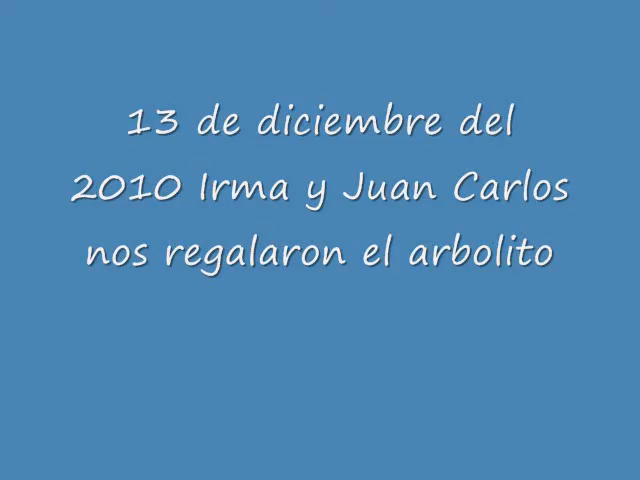 13 de diciembre del
2010 Irma y Juan Carlos
nos regalaron el arbolito